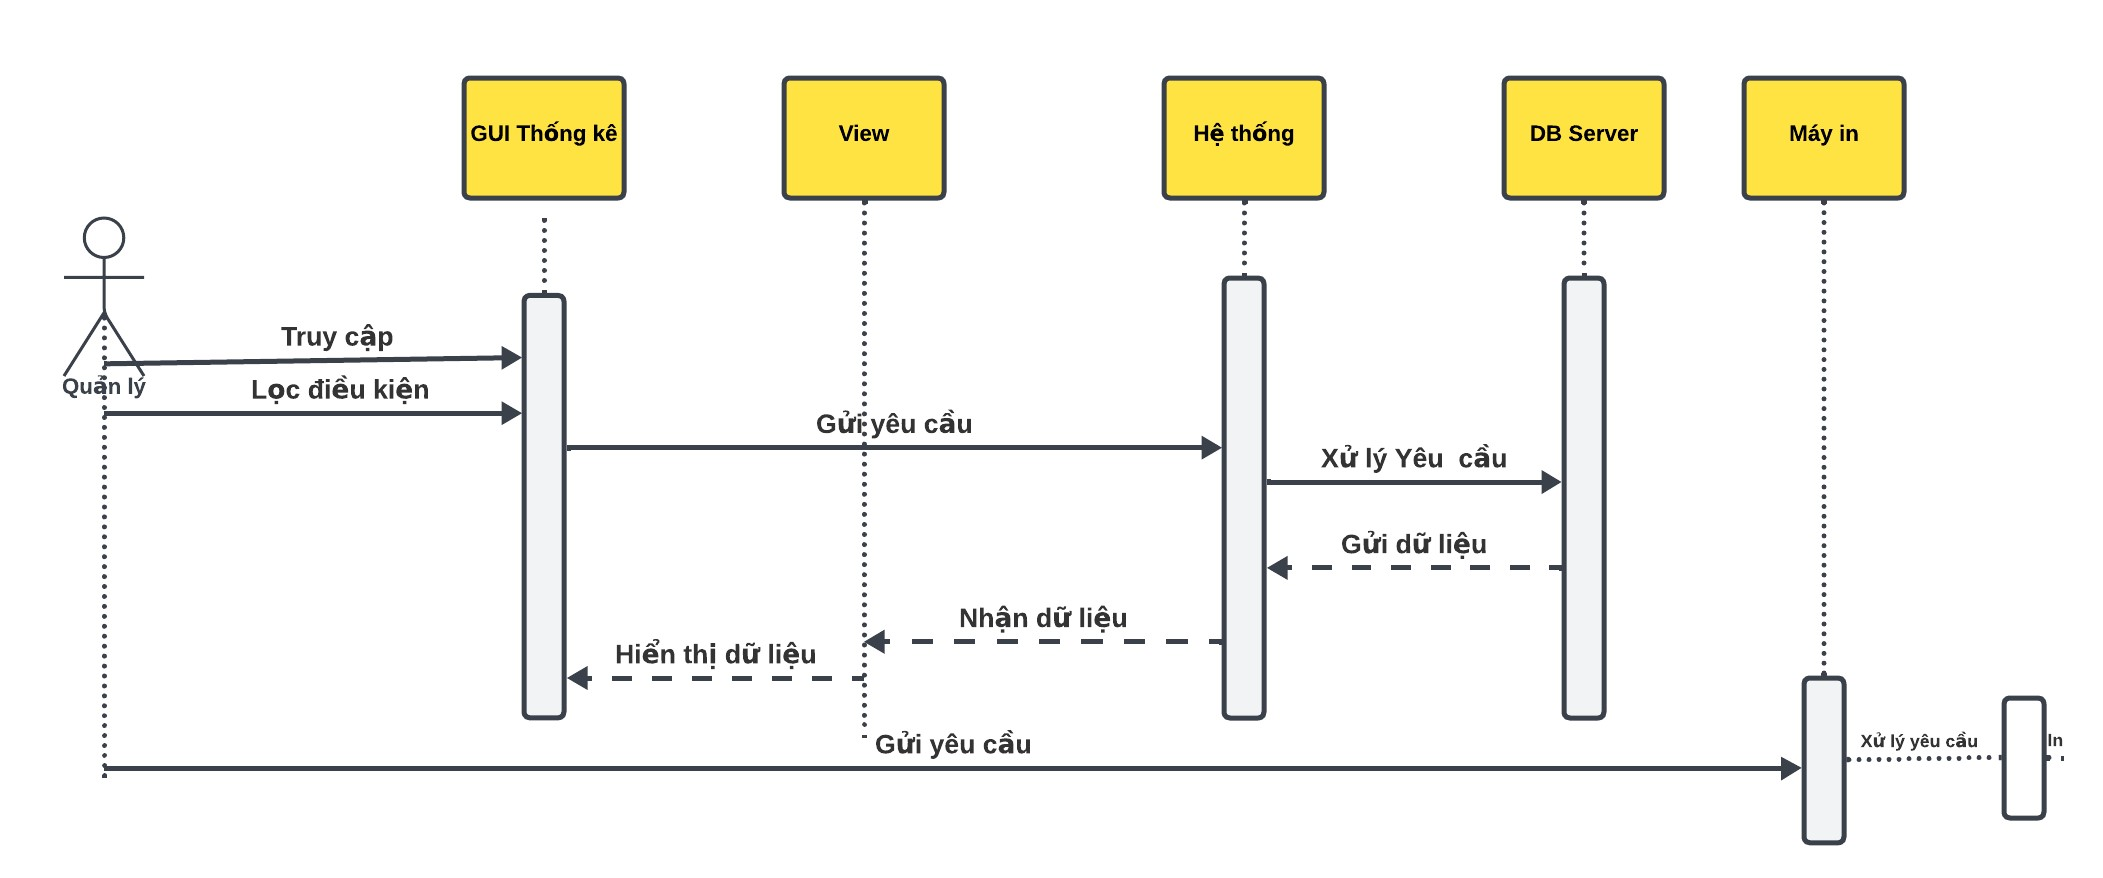 GUI Thống kê
View
Hệ thống
DB Server
Máy in
Truy cập
Quản lý
Lọc điều kiện
Gửi yêu cầu
Xử lý Yêu  cầu
Gửi dữ liệu
Nhận dữ liệu
Hiển thị dữ liệu
Gửi yêu cầu
Xử lý yêu cầu
In